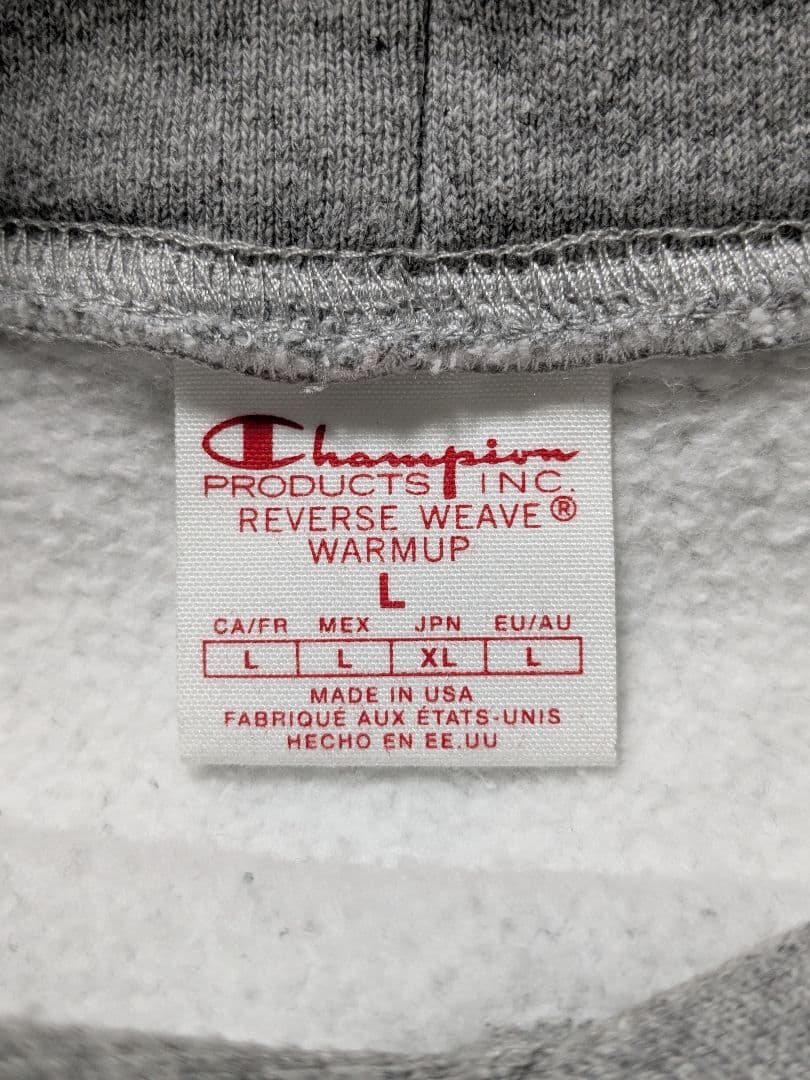 Champion
PRODUCTS INC.
REVERSE WEAVE®
WARMUP
L
CA/FR MEX JPN EU/AU
L L XL L
MADE IN USA
FABRIQUÉ AUX ÉTATS-UNIS
HECHO EN EE.UU